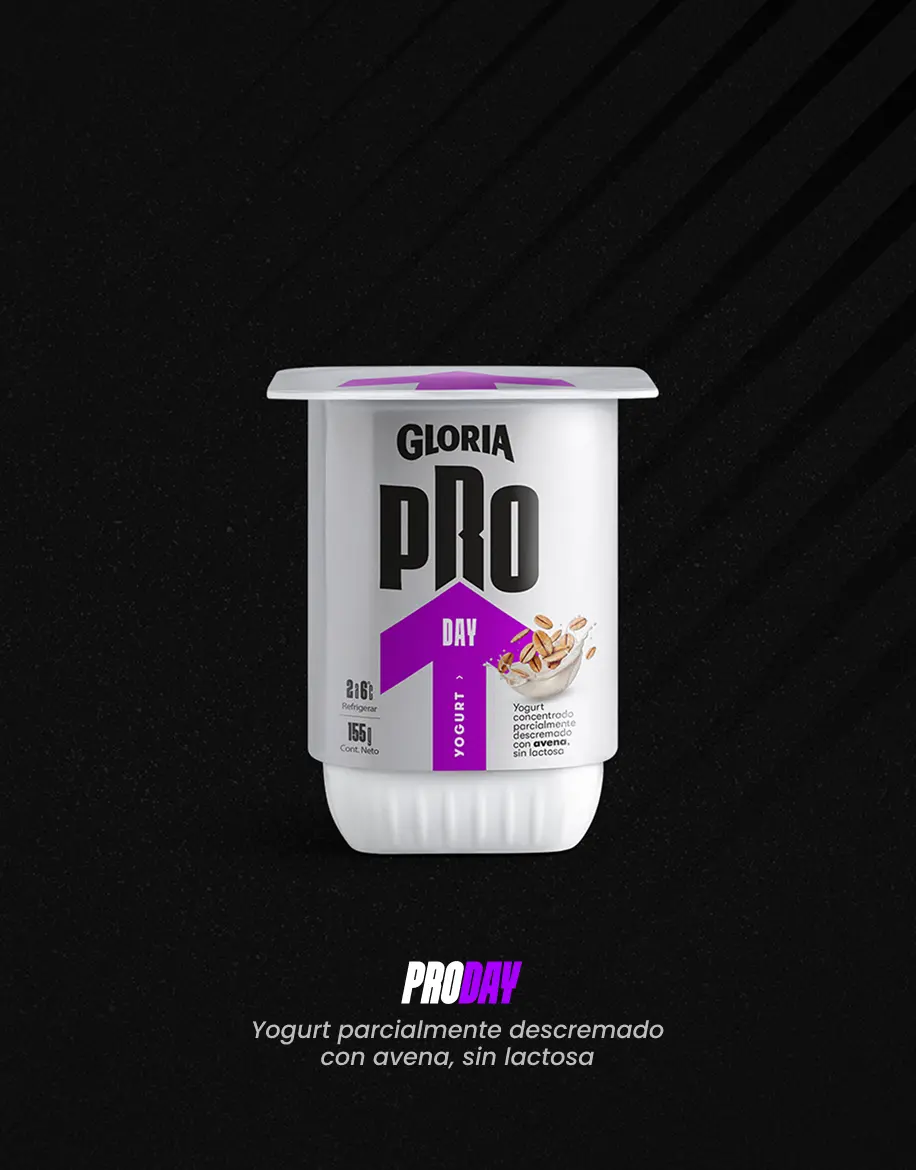 GLORIA
PRO
DAY
YOGURT >
2 a 6°c
Refrigerar
155g
Cont. Neto
Yogurt
concentrado
parcialmente
descremado
con avena,
sin lactosa
PRODAY
Yogurt parcialmente descremado
con avena, sin lactosa